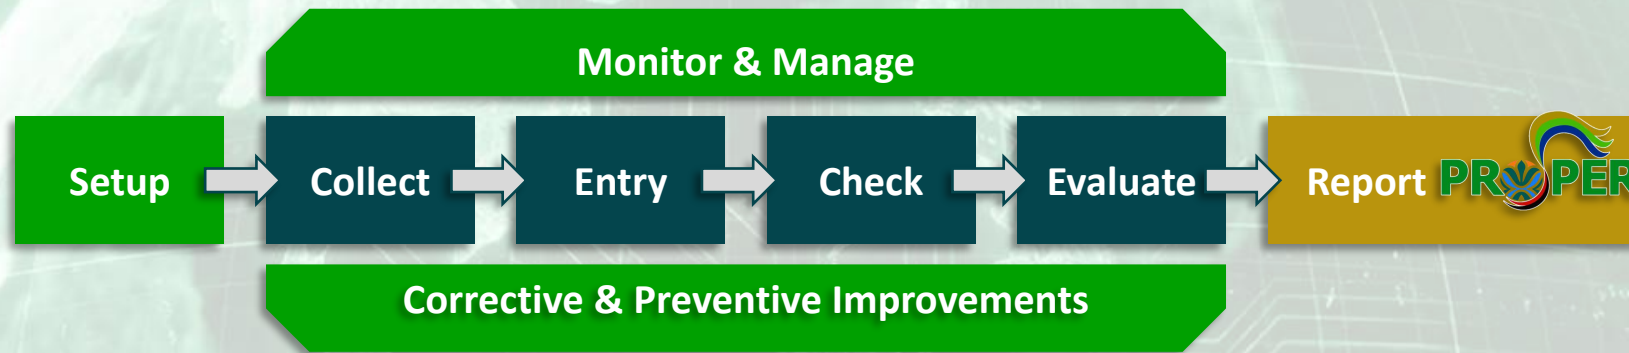 Monitor & Manage
Setup
Collect
Entry
Check
Evaluate
Report
PROPER
Corrective & Preventive Improvements